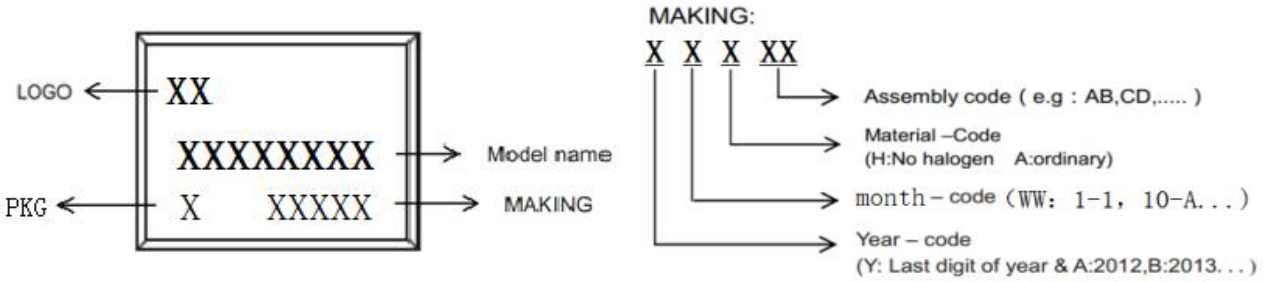 LOGO
XX
XXXXXXXX
Model name
PKG
X XXXXX
MAKING
MAKING:
X X X XX
Assembly code ( e.g : AB,CD,..... )
Material –Code
(H:No halogen A:ordinary)
month – code (WW: 1-1, 10-A...)
Year – code
(Y: Last digit of year & A:2012,B:2013. . . )